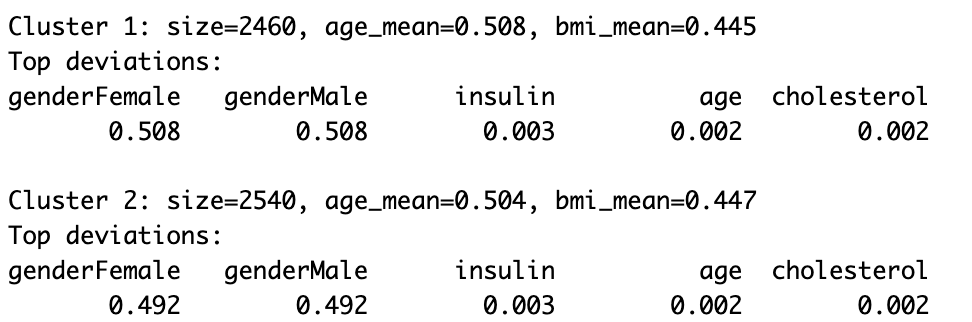 Cluster 1: size=2460, age_mean=0.508, bmi_mean=0.445
Top deviations:
genderFemale genderMale insulin age cholesterol
0.508 0.508 0.003 0.002 0.002
Cluster 2: size=2540, age_mean=0.504, bmi_mean=0.447
Top deviations:
genderFemale genderMale insulin age cholesterol
0.492 0.492 0.003 0.002 0.002